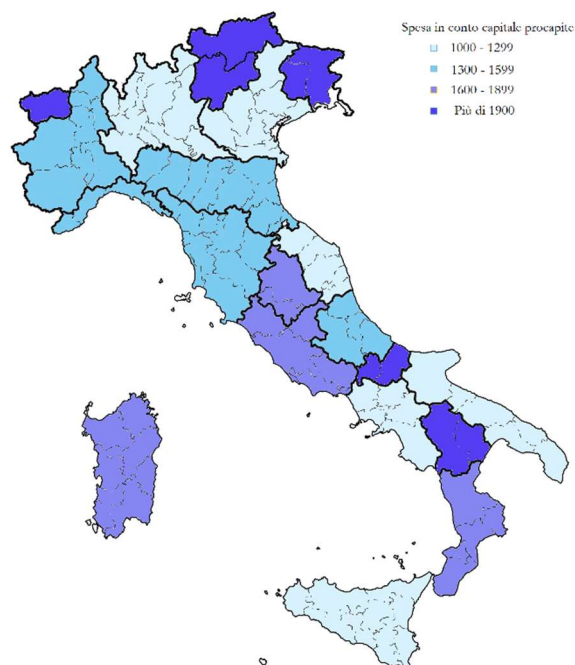 Spesa in conto capitale procapite
1000 - 1299
1300 - 1599
1600 - 1899
Più di 1900